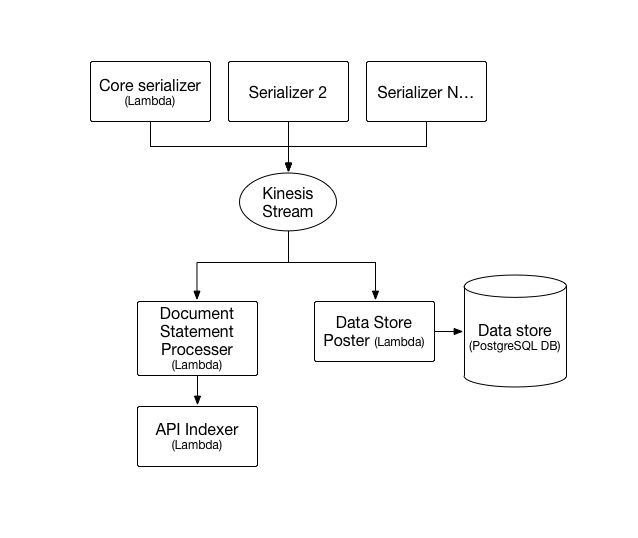 Core serializer
(Lambda)
Serializer 2
Serializer N...
Kinesis
Stream
Document
Statement
Processer
(Lambda)
Data Store
Poster (Lambda)
Data store
(PostgreSQL DB)
API Indexer
(Lambda)